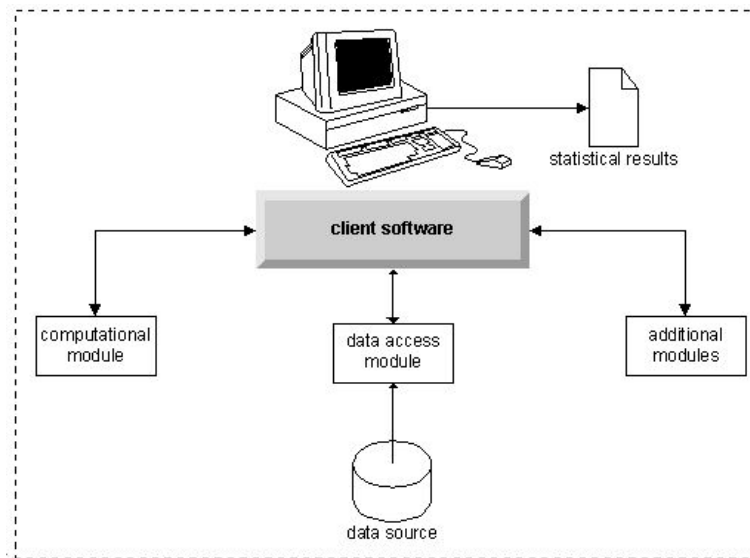 statistical results
client software
computational
module
data access
module
additional
modules
data source